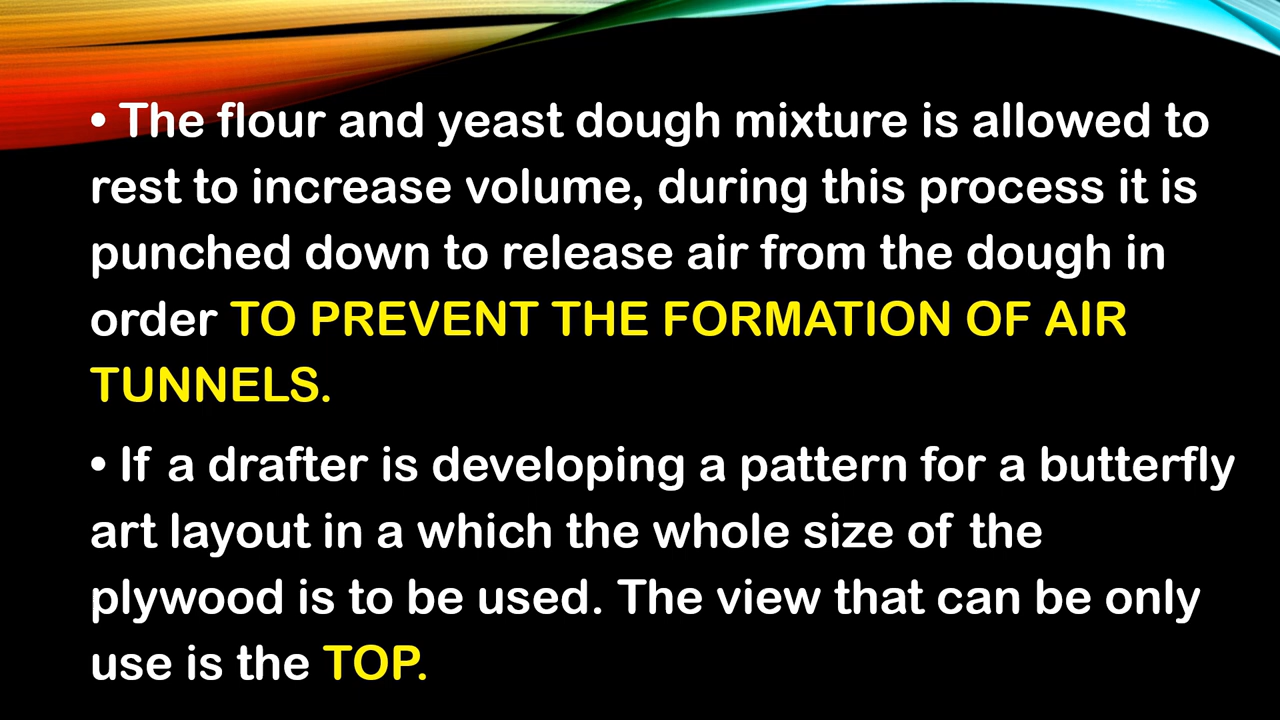 • The flour and yeast dough mixture is allowed to
rest to increase volume, during this process it is
punched down to release air from the dough in
order TO PREVENT THE FORMATION OF AIR
TUNNELS.
• If a drafter is developing a pattern for a butterfly
art layout in a which the whole size of the
plywood is to be used. The view that can be only
use is the TOP.